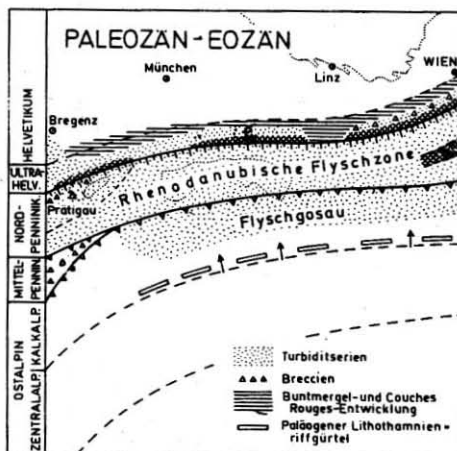 PALEOZÄN-EOZÄN
München
Linz
WIEN
Bregenz
HELVETIKUM
ULTRA-
HELV.
NORD-
PENNINIK.
MITTEL-
PENNIN.
OSTALPIN
ZENTRALALP.
KALKALP.
Rhenodanubische Flyschzone
Prätigau
Flyschgosau
Turbiditserien
Breccien
Buntmergel-und Couches
Rouges-Entwicklung
Paläogener Lithothamnien-
riffgürtel